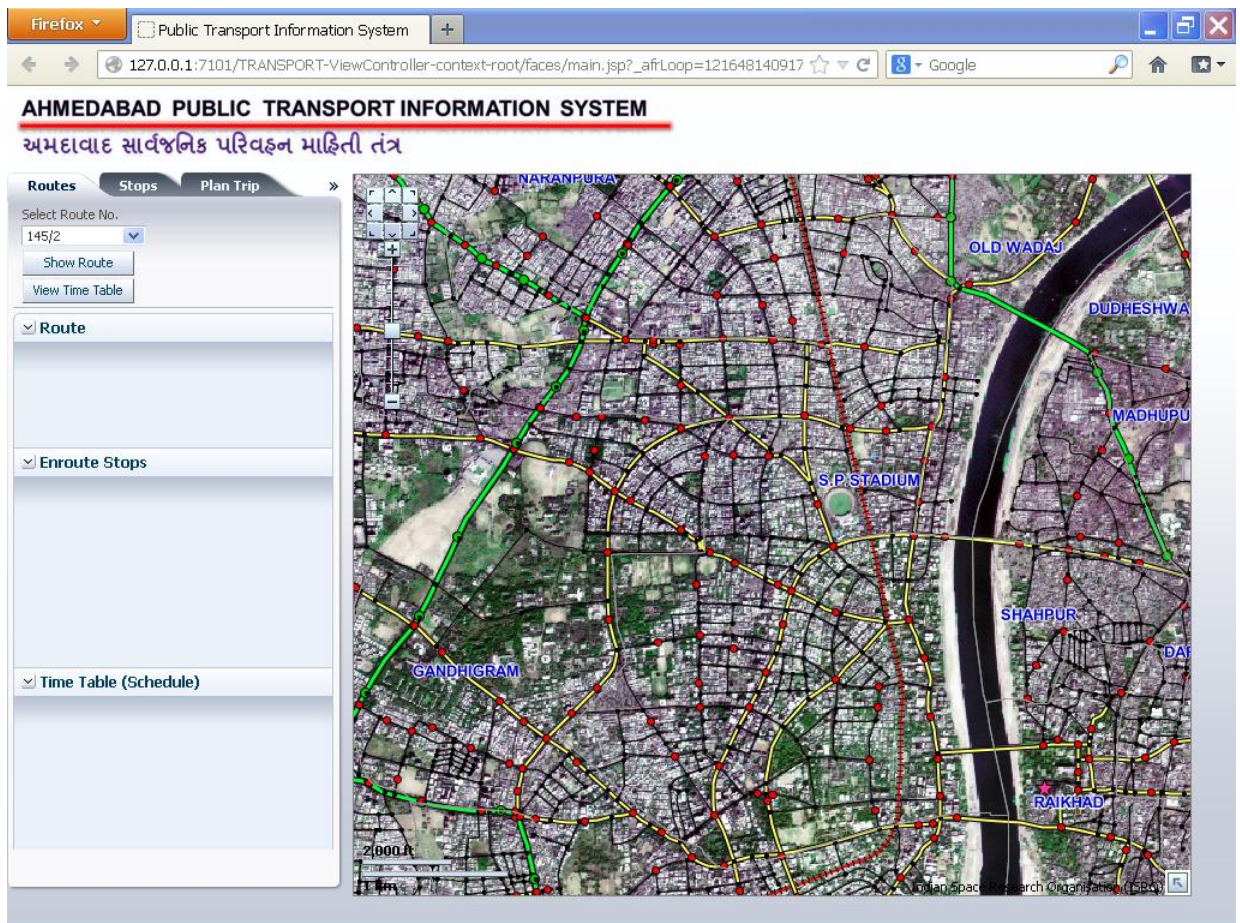 Firefox
Public Transport Information System
127.0.0.1:7101/TRANSPORT-ViewController-context-root/faces/main.jsp?_afrLoop=121648140917
Google
AHMEDABAD PUBLIC TRANSPORT INFORMATION SYSTEM
અમદાવાદ સાર્વજનિક પરિવહન માહિતી તંત્ર
Routes Stops Plan Trip »
Select Route No.
145/2
Show Route
View Time Table
Route
Enroute Stops
Time Table (Schedule)
NARANPURA
OLD WADAJ
DUDHESHWA
MADHUPU
S.P.STADIUM
SHAHPUR
DAR
GANDHIGRAM
RAIKHAD
2,000 ft
1 km
Indian Space Research Organisation (ISRO)